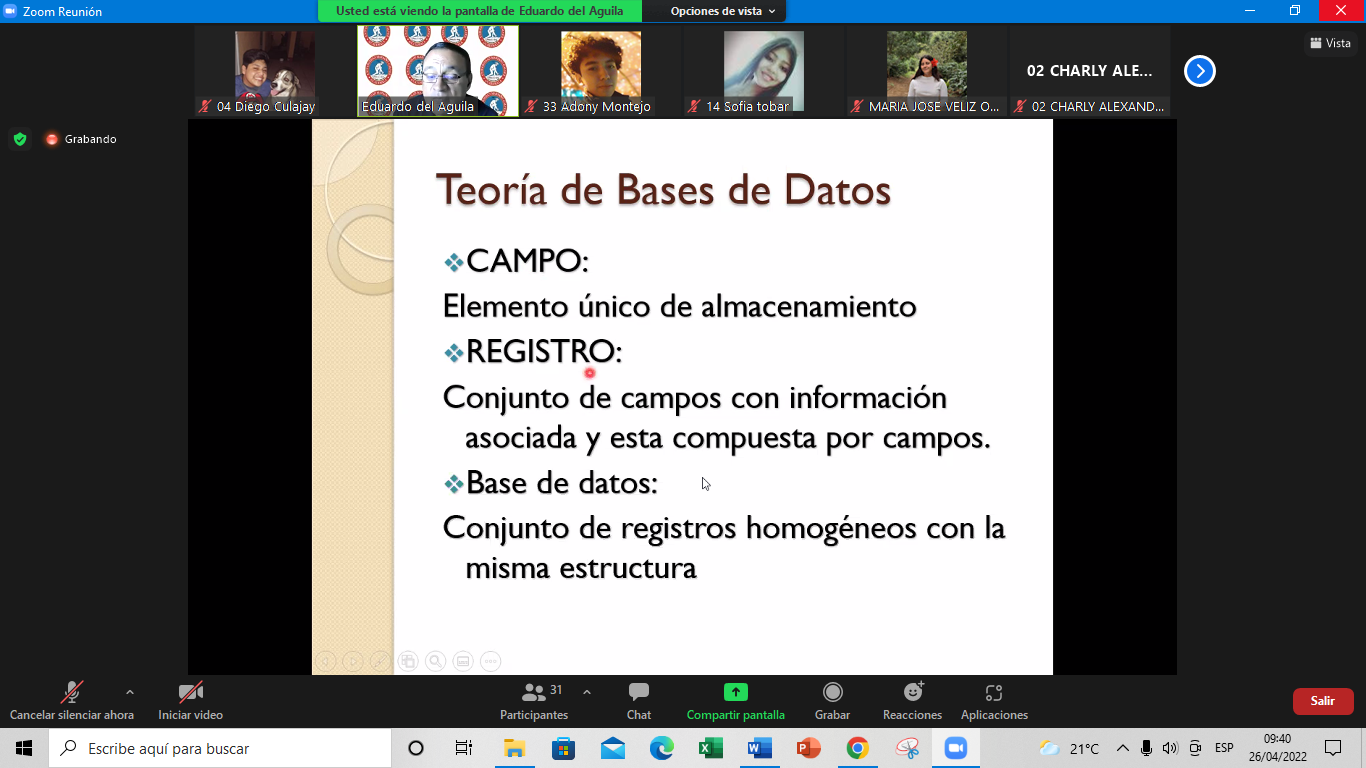 Zoom Reunión
Usted está viendo la pantalla de Eduardo del Aguila
Opciones de vista
Vista
02 CHARLY ALE...
04 Diego Culajay
Eduardo del Aguila
33 Adony Montejo
14 Sofia tobar
MARIA JOSE VELIZ O...
02 CHARLY ALEXAND...
Grabando
Teoría de Bases de Datos
CAMPO:
Elemento único de almacenamiento
REGISTRO:
Conjunto de campos con información
asociada y esta compuesta por campos.
Base de datos:
Conjunto de registros homogéneos con la
misma estructura
Cancelar silenciar ahora
Iniciar video
31
Participantes
Chat
Compartir pantalla
Grabar
Reacciones
Aplicaciones
Salir
Escribe aquí para buscar
21°C
ESP
09:40
26/04/2022